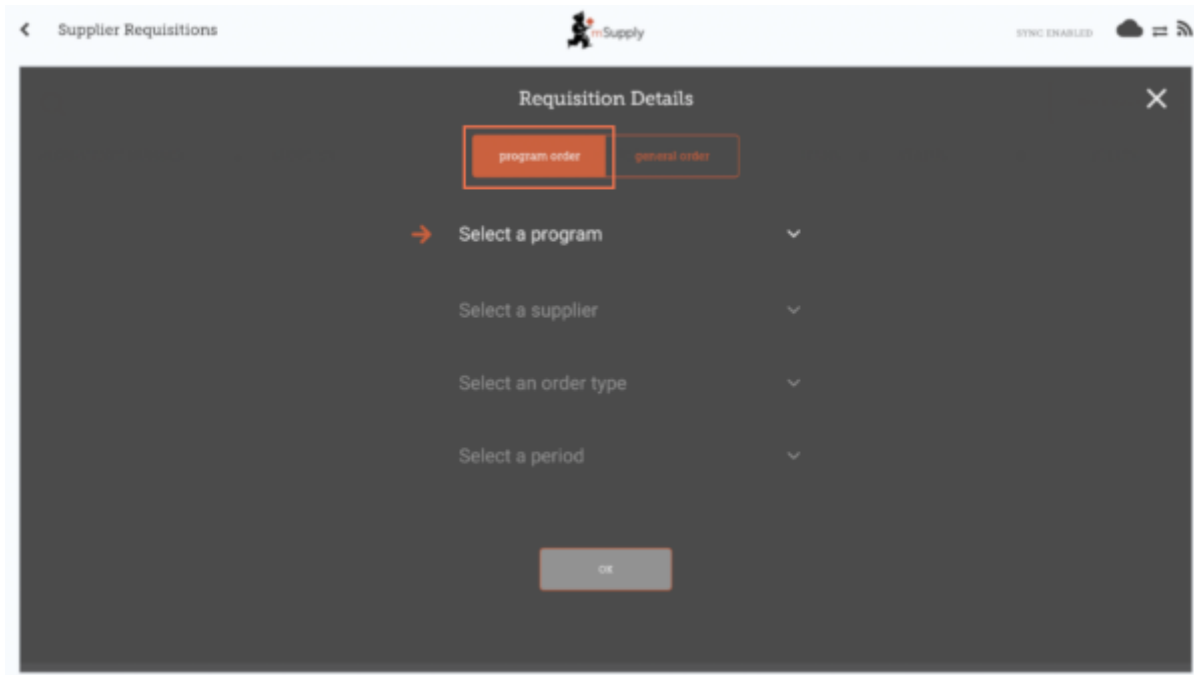 Supplier Requisitions
mSupply
SYNC ENABLED
Requisition Details
program order
general order
Select a program
Select a supplier
Select an order type
Select a period
OK